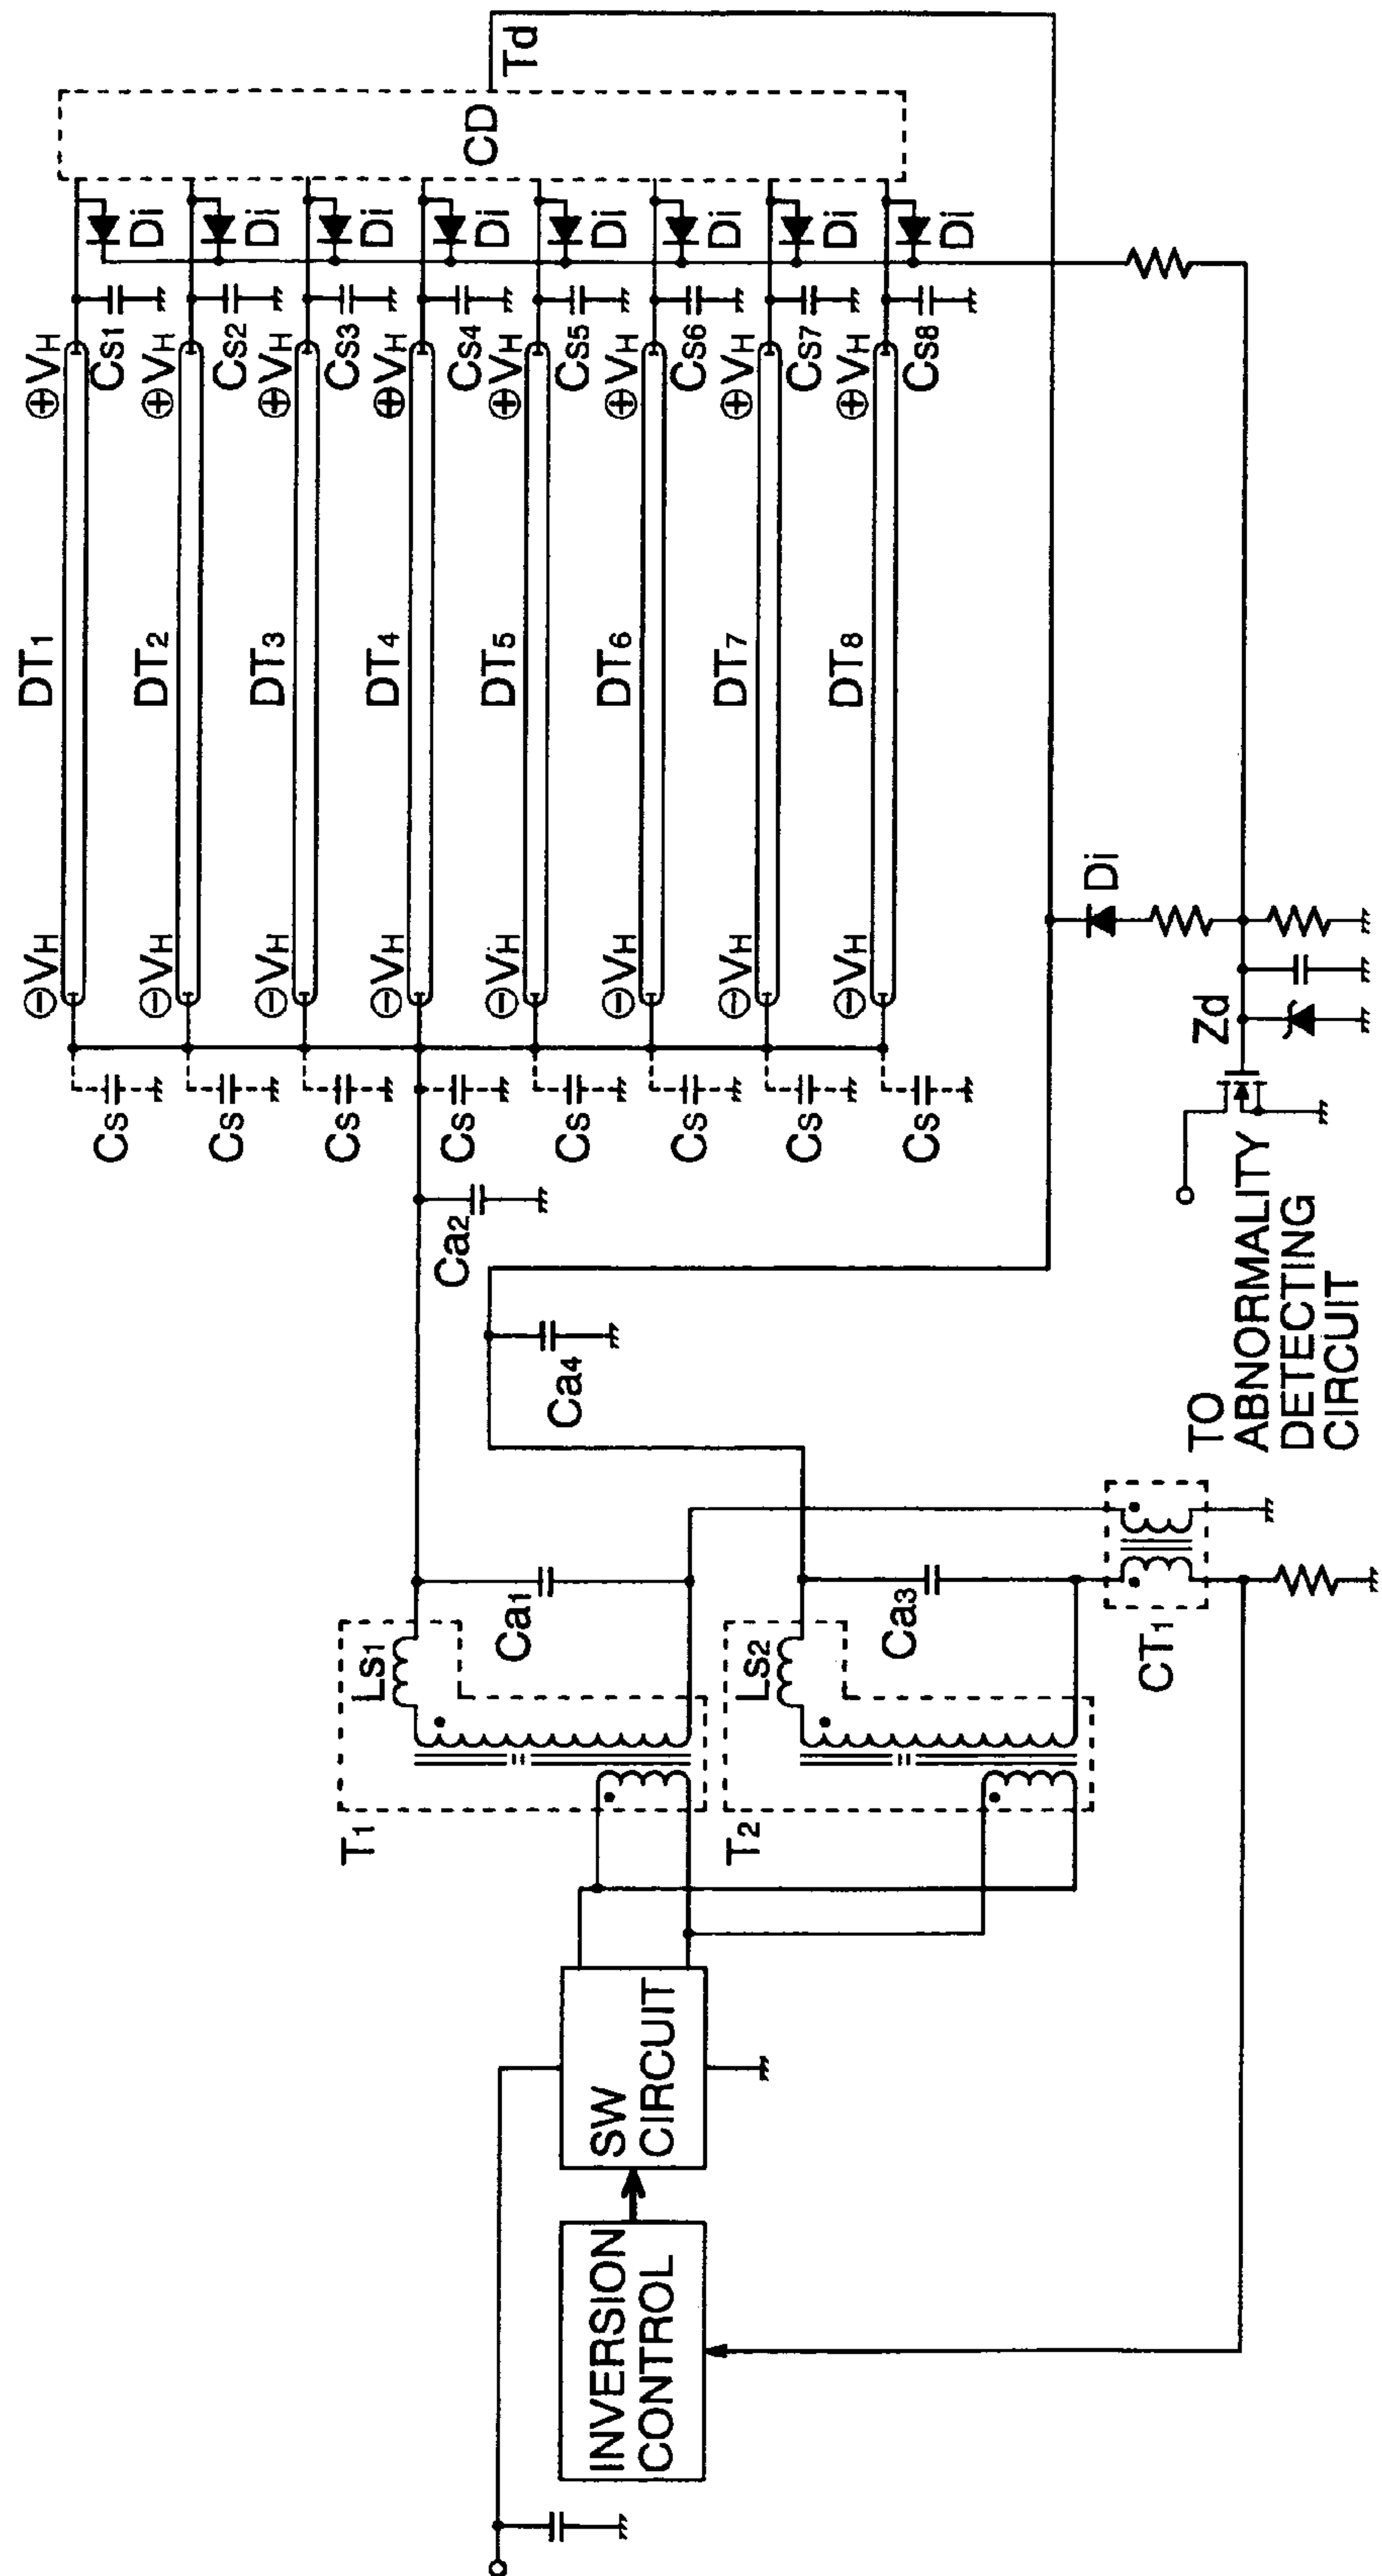 Td
CD
Di
Di
Di
Di
Di
Di
Di
Di
⊕VH
⊕VH
⊕VH
⊕VH
⊕VH
⊕VH
⊕VH
⊕VH
CS1
CS2
CS3
CS4
CS5
CS6
CS7
CS8
DT1
DT2
DT3
DT4
DT5
DT6
DT7
DT8
⊖VH
⊖VH
⊖VH
⊖VH
⊖VH
⊖VH
⊖VH
⊖VH
CS
CS
CS
CS
CS
CS
CS
CS
Di
Zd
TO
ABNORMALITY
DETECTING
CIRCUIT
Ca2
Ca4
Ca1
Ca3
LS1
LS2
CT1
T1
T2
SW
CIRCUIT
INVERSION
CONTROL